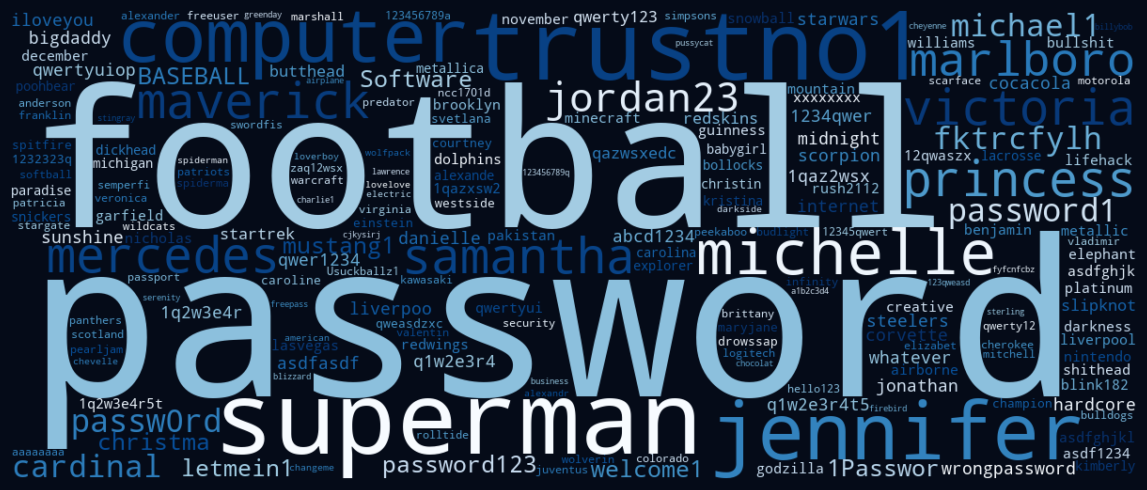 iloveyou alexander freeuser greenday marshall 123456789a november qwerty123 simpsons snowball starwars michael1 cheyenne billybob
bigdaddy computer trustno1 pussycat williams bullshit
december qwertyuiop BASEBALL butthead airplane metallica Software marlboro
poohbear maverick predator ncc1701d jordan23 mountain xxxxxxxx scarface cocacola motorola
anderson franklin stingray brooklyn svetlana minecraft redskins 1234qwer victoria
swordfis guinness midnight fktrcfylh
spitfire dickhead football courtney babygirl
1232323q michigan spiderman loverboy wolfpack dolphins qazwsxedc bollocks scorpion 12qwaszx lacrosse lifehack
softball patriots zaq12wsx lawrence alexande 123456789q 1qaz2wsx princess
paradise semperfi spiderma warcraft lovelove 1qazxsw2 christin rush2112
patricia veronica charlie1 electric westside kristina
snickers garfield virginia darkside internet password1
stargate wildcats einstein
sunshine nicholas startrek cjkysirj danielle pakistan abcd1234 peekaboo budlight 12345qwert benjamin metallic
mercedes mustang1 samantha carolina michelle vladimir
qwer1234 explorer elephant
passport caroline Usuckballz1 kawasaki infinity fyfcnfcbz asdfghjk
serenity freepass a1b2c3d4 123qweasd platinum
1q2w3e4r password liverpoo qwertyui brittany creative sterling slipknot
panthers qweasdzxc security maryjane steelers qwerty12 darkness
scotland american valentin drowssap corvette cherokee liverpool
pearljam lasvegas redwings logitech elizabet mitchell nintendo
chevelle asdfasdf q1w2e3r4 chocolat whatever shithead
blizzard business airborne
alexandr hello123 jonathan blink182
1q2w3e4r5t superman q1w2e3r4t5 firebird champion hardcore
passw0rd jennifer bulldogs
christma rolltide asdfghjkl
aaaaaaaa colorado asdf1234
cardinal letmein1 changeme password123 wolverin juventus welcome1 godzilla 1Passwor wrongpassword kimberly